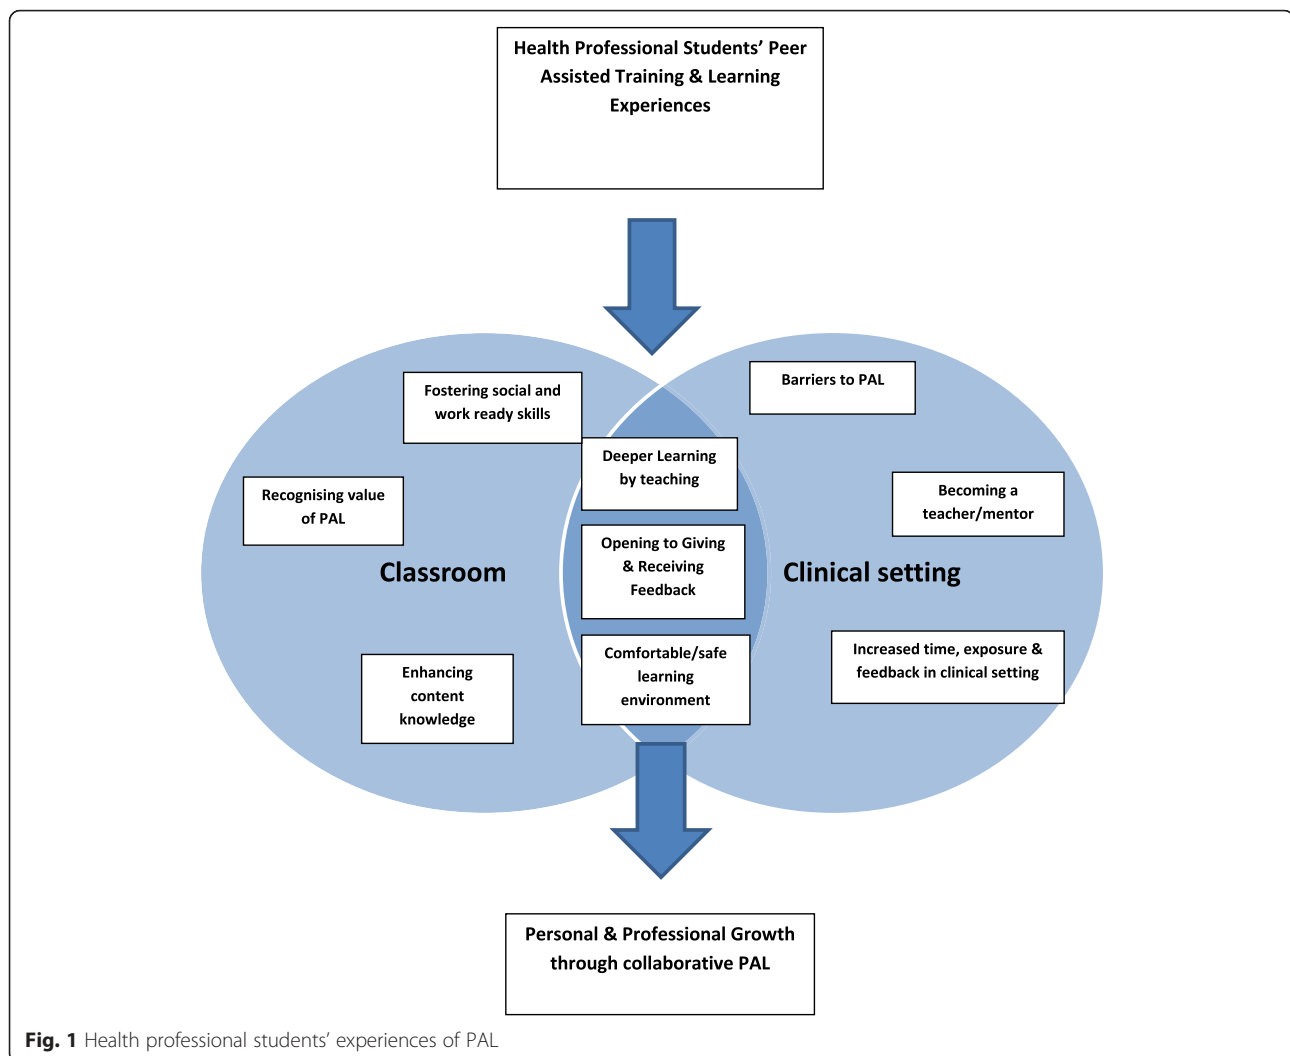 Health Professional Students’ Peer
Assisted Training & Learning
Experiences
Fostering social and
work ready skills
Barriers to PAL
Deeper Learning
by teaching
Recognising value
of PAL
Becoming a
teacher/mentor
Opening to Giving
& Receiving
Feedback
Classroom
Clinical setting
Comfortable/safe
learning
environment
Increased time, exposure &
feedback in clinical setting
Enhancing
content
knowledge
Personal & Professional Growth
through collaborative PAL
Fig. 1 Health professional students’ experiences of PAL